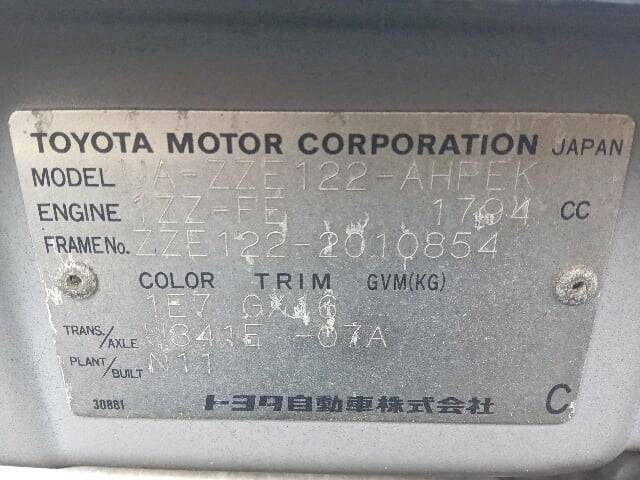 TOYOTA MOTOR CORPORATION JAPAN
MODEL UA-ZZE122-AHPEK
ENGINE 1ZZ-FE 1794 CC
FRAME No. ZZE122-2010854
COLOR TRIM GVM(KG)
1E7 GX16
TRANS./AXLE U341E -07A
PLANT/BUILT N11
30881 トヨタ自動車株式会社 C